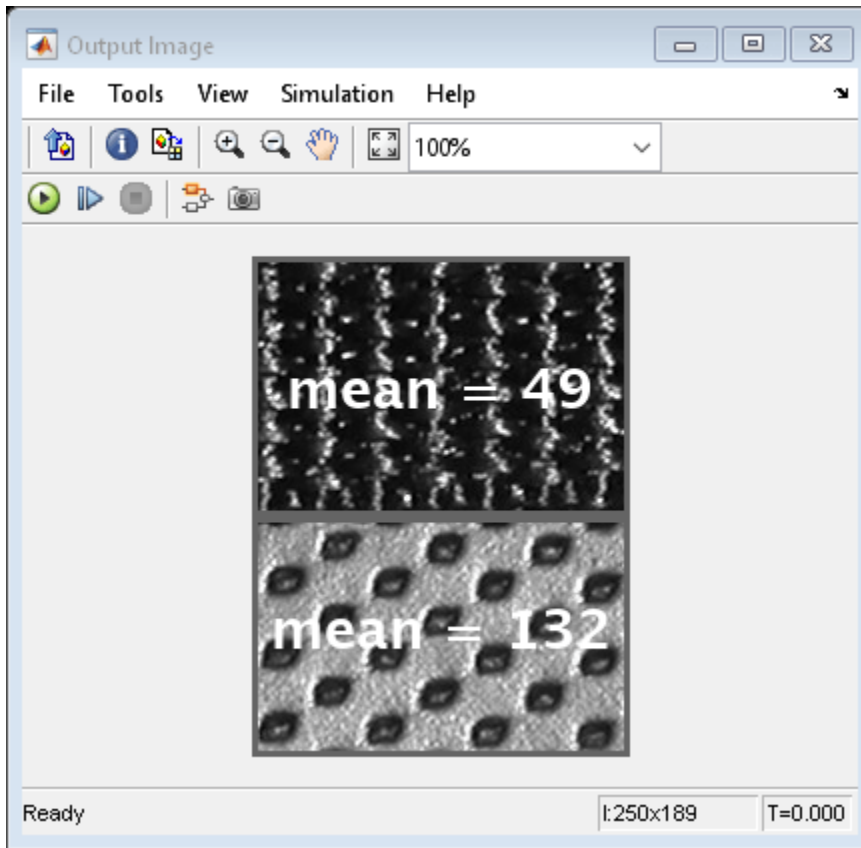 Output Image
File Tools View Simulation Help
100%
mean = 49
mean = 132
Ready I:250x189 T=0.000